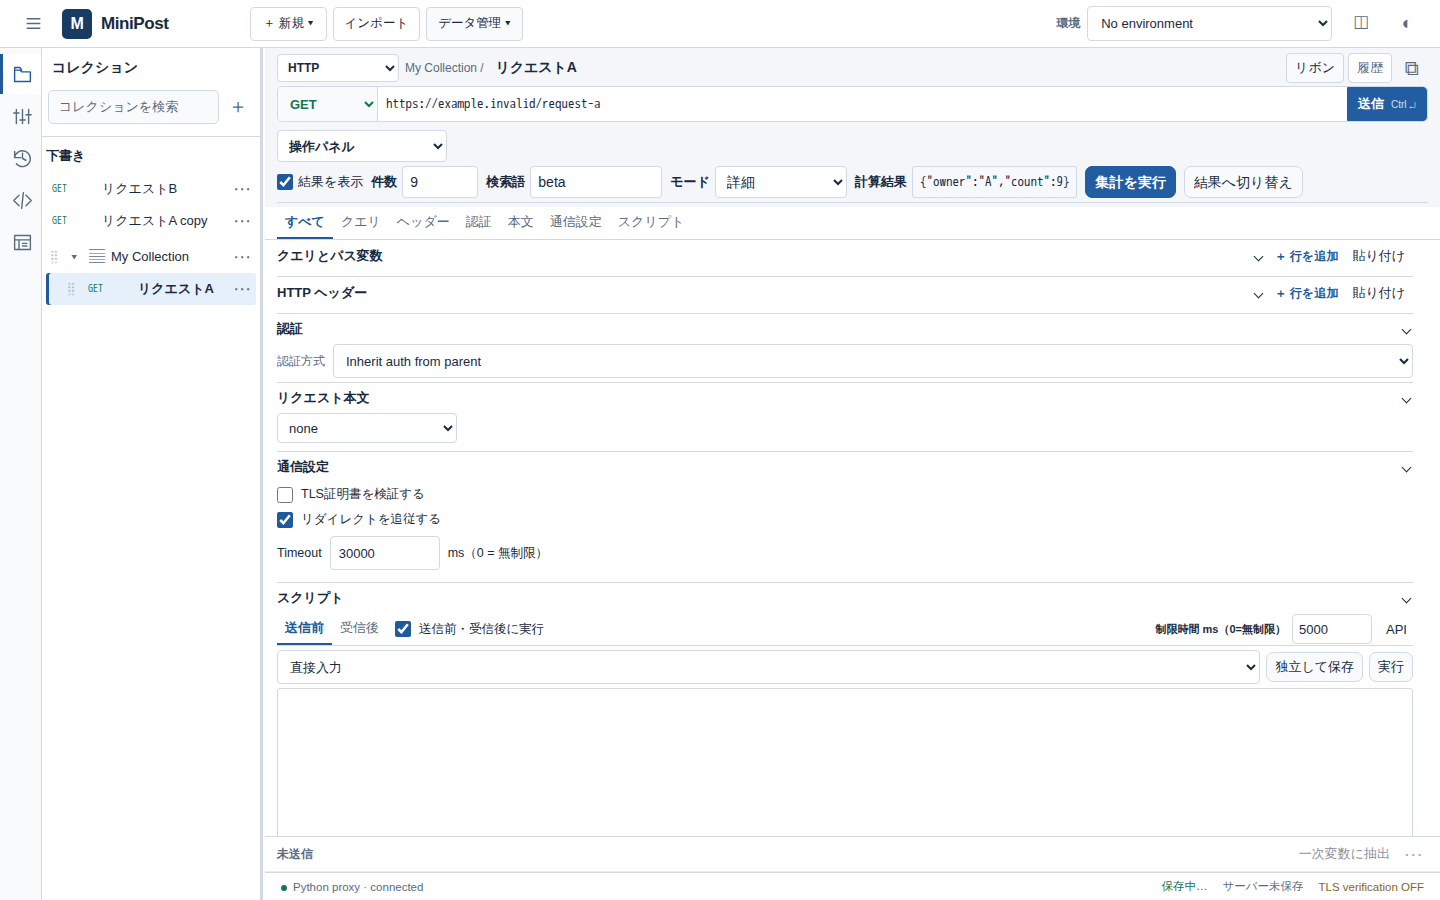 M MiniPost
＋ 新規 ▾ インポート データ管理 ▾
環境 No environment
コレクション
コレクションを検索 ＋
下書き
GET リクエストB ···
GET リクエストA copy ···
▾ My Collection ···
GET リクエストA ···
HTTP My Collection / リクエストA リボン 履歴
GET https://example.invalid/request-a 送信 Ctrl ⏎
操作パネル
結果を表示 件数 9 検索語 beta モード 詳細 計算結果 {"owner":"A","count":9} 集計を実行 結果へ切り替え
すべて クエリ ヘッダー 認証 本文 通信設定 スクリプト
クエリとパス変数 ＋ 行を追加 貼り付け
HTTP ヘッダー ＋ 行を追加 貼り付け
認証
認証方式 Inherit auth from parent
リクエスト本文
none
通信設定
TLS証明書を検証する
リダイレクトを追従する
Timeout 30000 ms（0 = 無制限）
スクリプト
送信前 受信後 送信前・受信後に実行 制限時間 ms（0=無制限） 5000 API
直接入力 独立して保存 実行
未送信 一次変数に抽出 ···
Python proxy · connected 保存中… サーバー未保存 TLS verification OFF